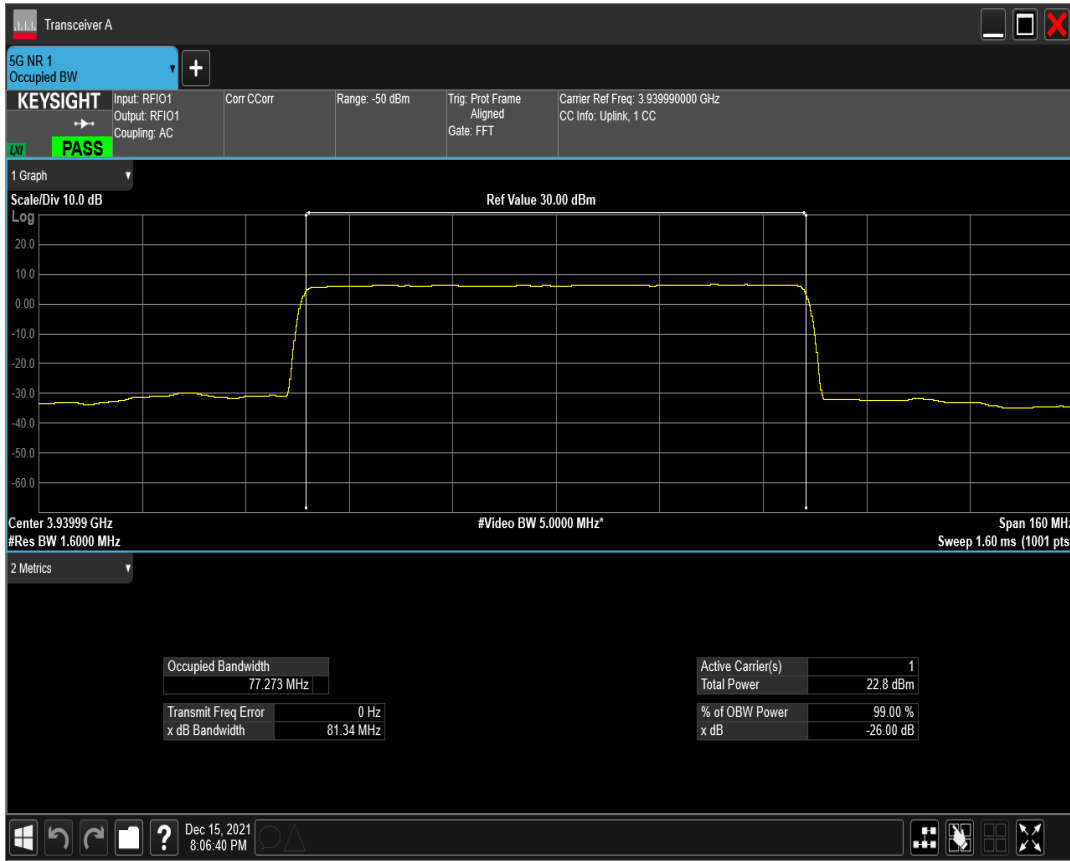 Transceiver A
5G NR 1
Occupied BW
KEYSIGHT
LXI
PASS
Input: RFIO1
Output: RFIO1
Coupling: AC
Corr CCorr
Range: -50 dBm
Trig: Prot Frame
Aligned
Gate: FFT
Carrier Ref Freq: 3.939990000 GHz
CC Info: Uplink, 1 CC
1 Graph
Scale/Div 10.0 dB
Ref Value 30.00 dBm
Log
20.0
10.0
0.00
-10.0
-20.0
-30.0
-40.0
-50.0
-60.0
Center 3.93999 GHz
#Video BW 5.0000 MHz*
Span 160 MHz
#Res BW 1.6000 MHz
Sweep 1.60 ms (1001 pts
2 Metrics
Occupied Bandwidth
77.273 MHz
Transmit Freq Error 0 Hz
x dB Bandwidth 81.34 MHz
Active Carrier(s) 1
Total Power 22.8 dBm
% of OBW Power 99.00 %
x dB -26.00 dB
?
Dec 15, 2021
8:06:40 PM